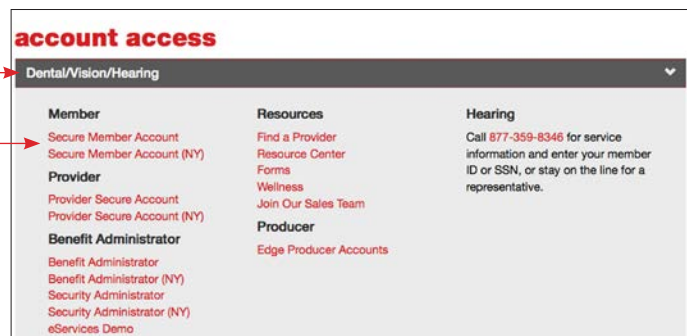 account access
Dental/Vision/Hearing
Member
Secure Member Account
Secure Member Account (NY)
Provider
Provider Secure Account
Provider Secure Account (NY)
Benefit Administrator
Benefit Administrator
Benefit Administrator (NY)
Security Administrator
Security Administrator (NY)
eServices Demo
Resources
Find a Provider
Resource Center
Forms
Wellness
Join Our Sales Team
Producer
Edge Producer Accounts
Hearing
Call 877-359-8346 for service
information and enter your member
ID or SSN, or stay on the line for a
representative.